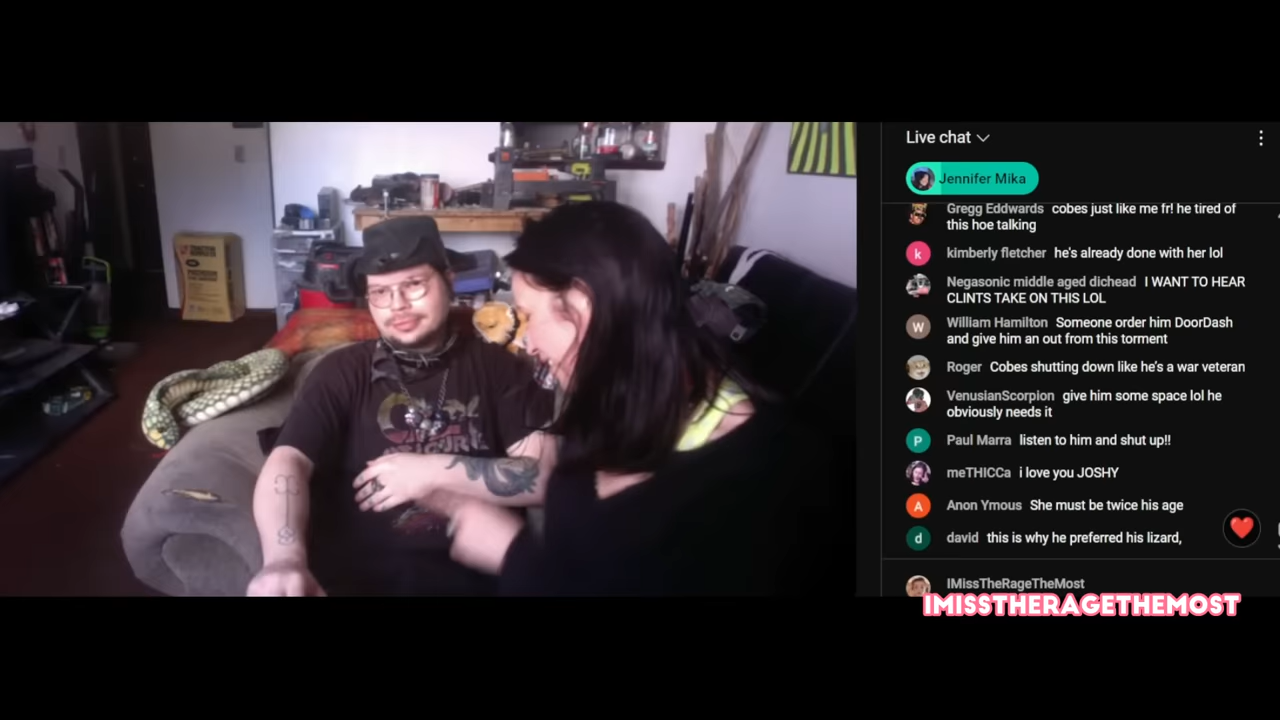 Live chat
Jennifer Mika
Gregg Eddwards cobes just like me fr! he tired of
this hoe talking
k
kimberly fletcher he's already done with her lol
Negasonic middle aged dichead I WANT TO HEAR
CLINTS TAKE ON THIS LOL
W
William Hamilton Someone order him DoorDash
and give him an out from this torment
Roger Cobes shutting down like he's a war veteran
VenusianScorpion give him some space lol he
obviously needs it
P
Paul Marra listen to him and shut up!!
meTHICCa i love you JOSHY
A
Anon Ymous She must be twice his age
d
david this is why he preferred his lizard,
IMissTheRageTheMost
IMISSTHERAGETHEMOST